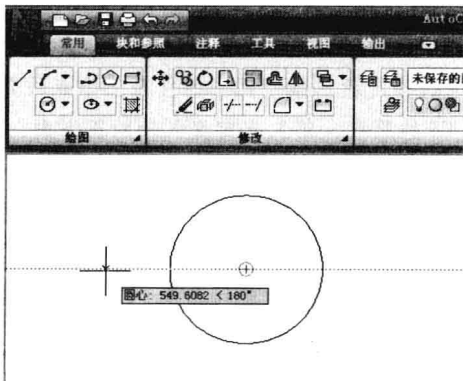 AutoC
常用 块和参照 注释 工具 视图 输出
未保存的
绘图 修改
圆心: 549.6082 < 180°